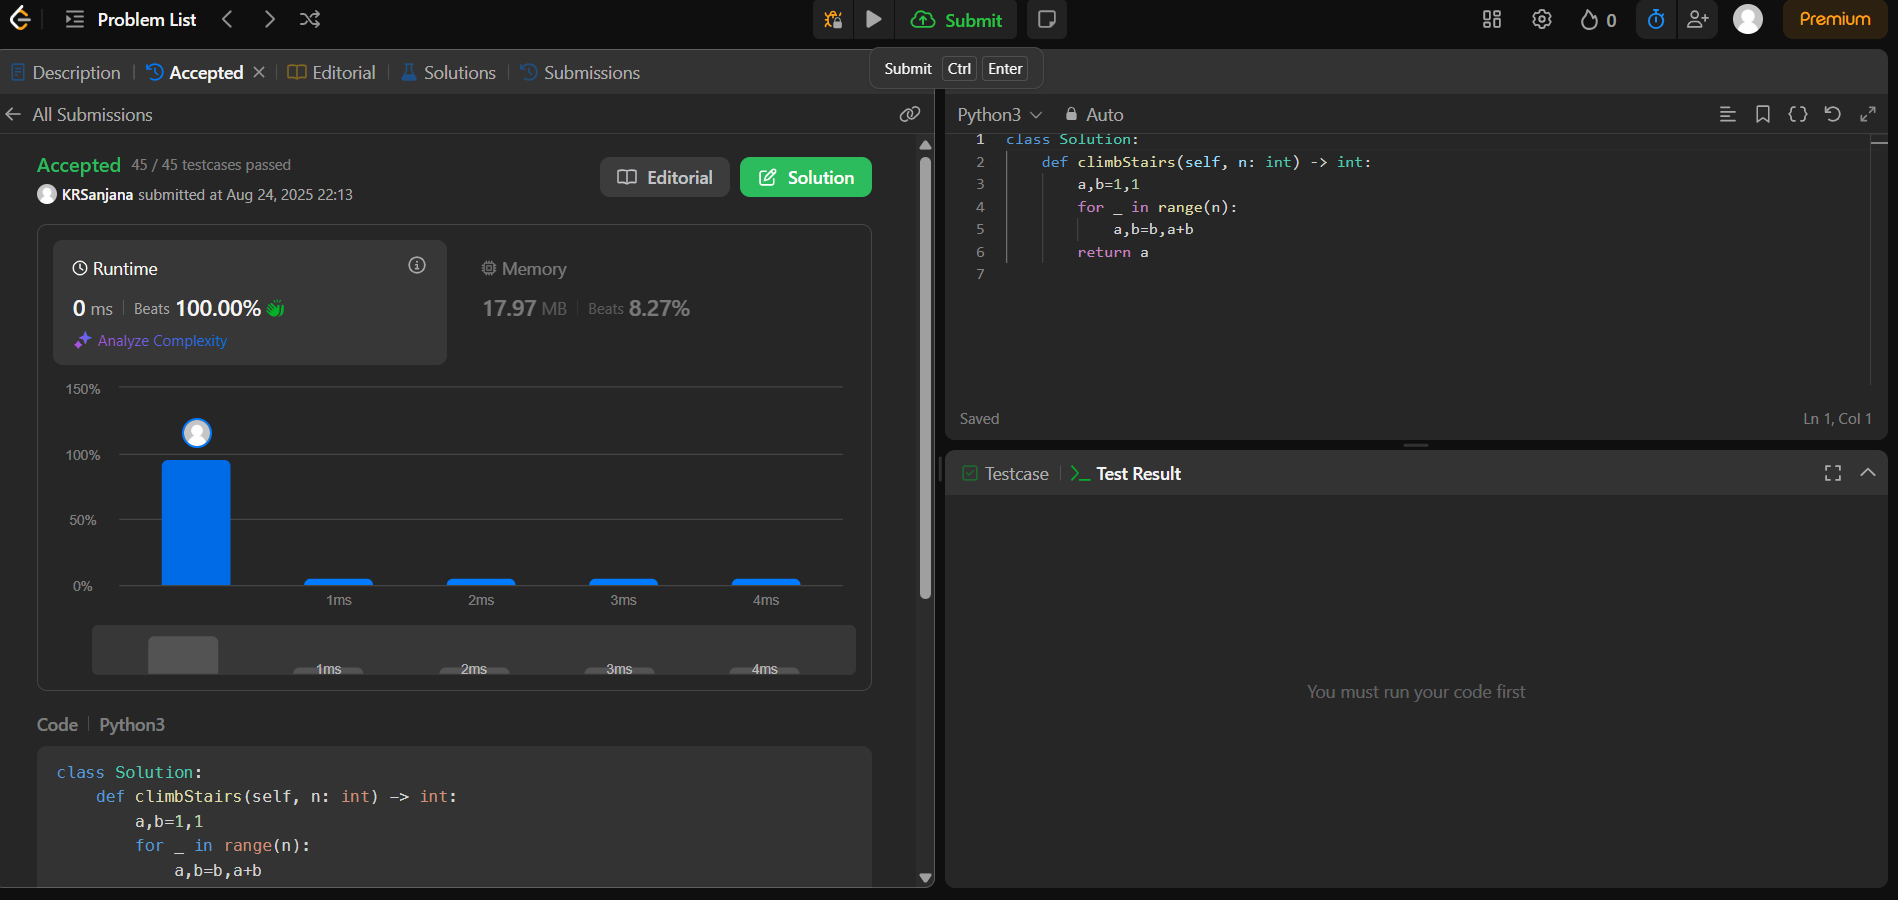 Problem List
Submit
0
Premium
Description
Accepted
Editorial
Solutions
Submissions
Submit Ctrl Enter
All Submissions
Accepted 45 / 45 testcases passed
KRSanjana submitted at Aug 24, 2025 22:13
Editorial
Solution
Runtime
0 ms Beats 100.00%
Analyze Complexity
Memory
17.97 MB Beats 8.27%
150%
100%
50%
0%
1ms 2ms 3ms 4ms
1ms 2ms 3ms 4ms
Code Python3
class Solution:
    def climbStairs(self, n: int) -> int:
        a,b=1,1
        for _ in range(n):
            a,b=b,a+b
Python3 Auto
1 class Solution:
2     def climbStairs(self, n: int) -> int:
3         a,b=1,1
4         for _ in range(n):
5             a,b=b,a+b
6         return a
7
Saved
Ln 1, Col 1
Testcase
>_ Test Result
You must run your code first